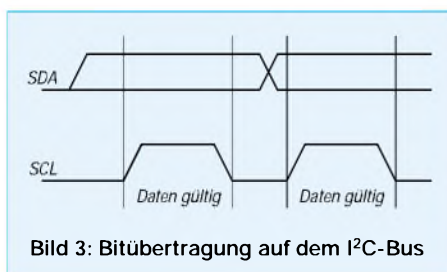 SDA
SCL
Daten gültig Daten gültig
Bild 3: Bitübertragung auf dem I²C-Bus